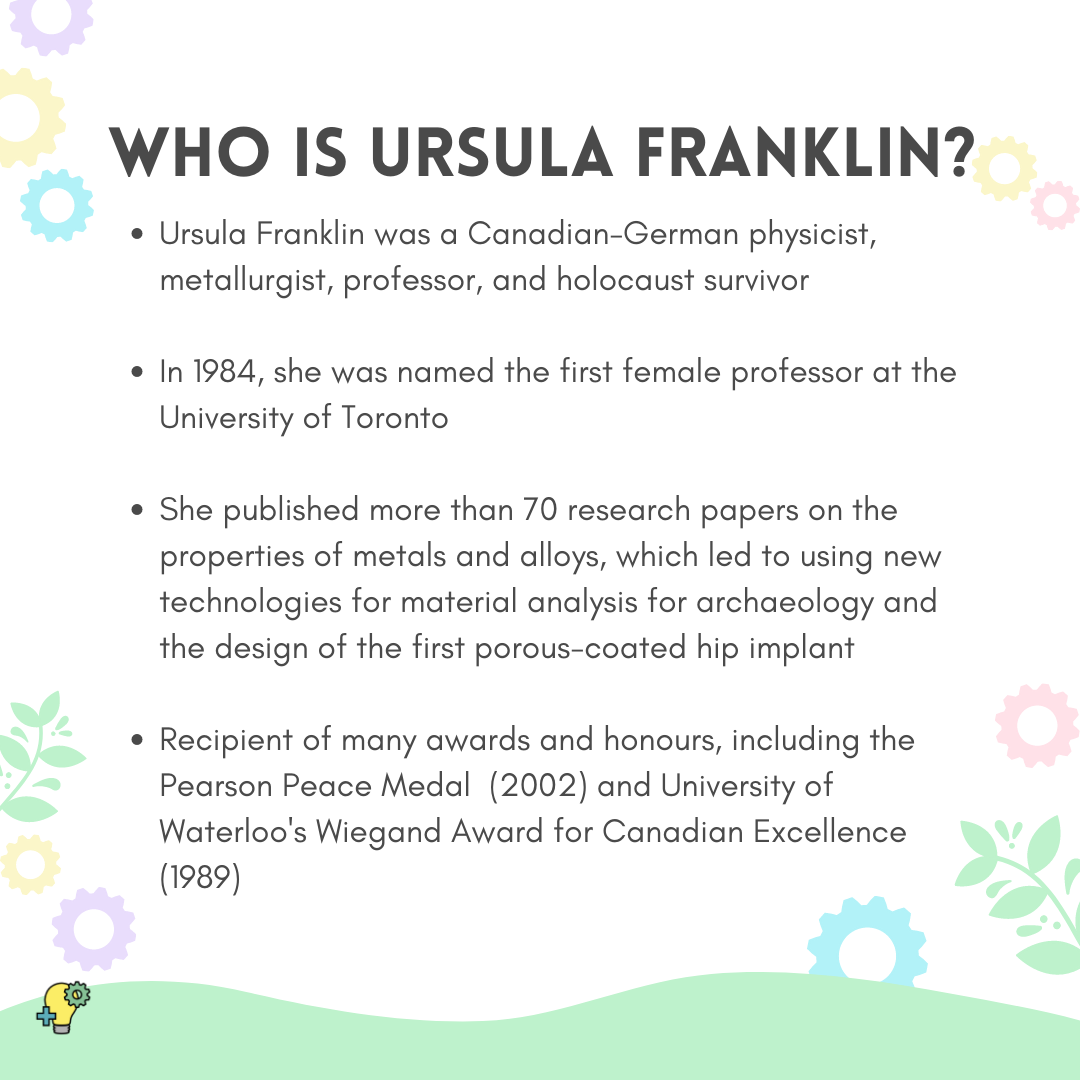 WHO IS URSULA FRANKLIN?
• Ursula Franklin was a Canadian-German physicist,
metallurgist, professor, and holocaust survivor
• In 1984, she was named the first female professor at the
University of Toronto
• She published more than 70 research papers on the
properties of metals and alloys, which led to using new
technologies for material analysis for archaeology and
the design of the first porous-coated hip implant
• Recipient of many awards and honours, including the
Pearson Peace Medal  (2002) and University of
Waterloo's Wiegand Award for Canadian Excellence
(1989)